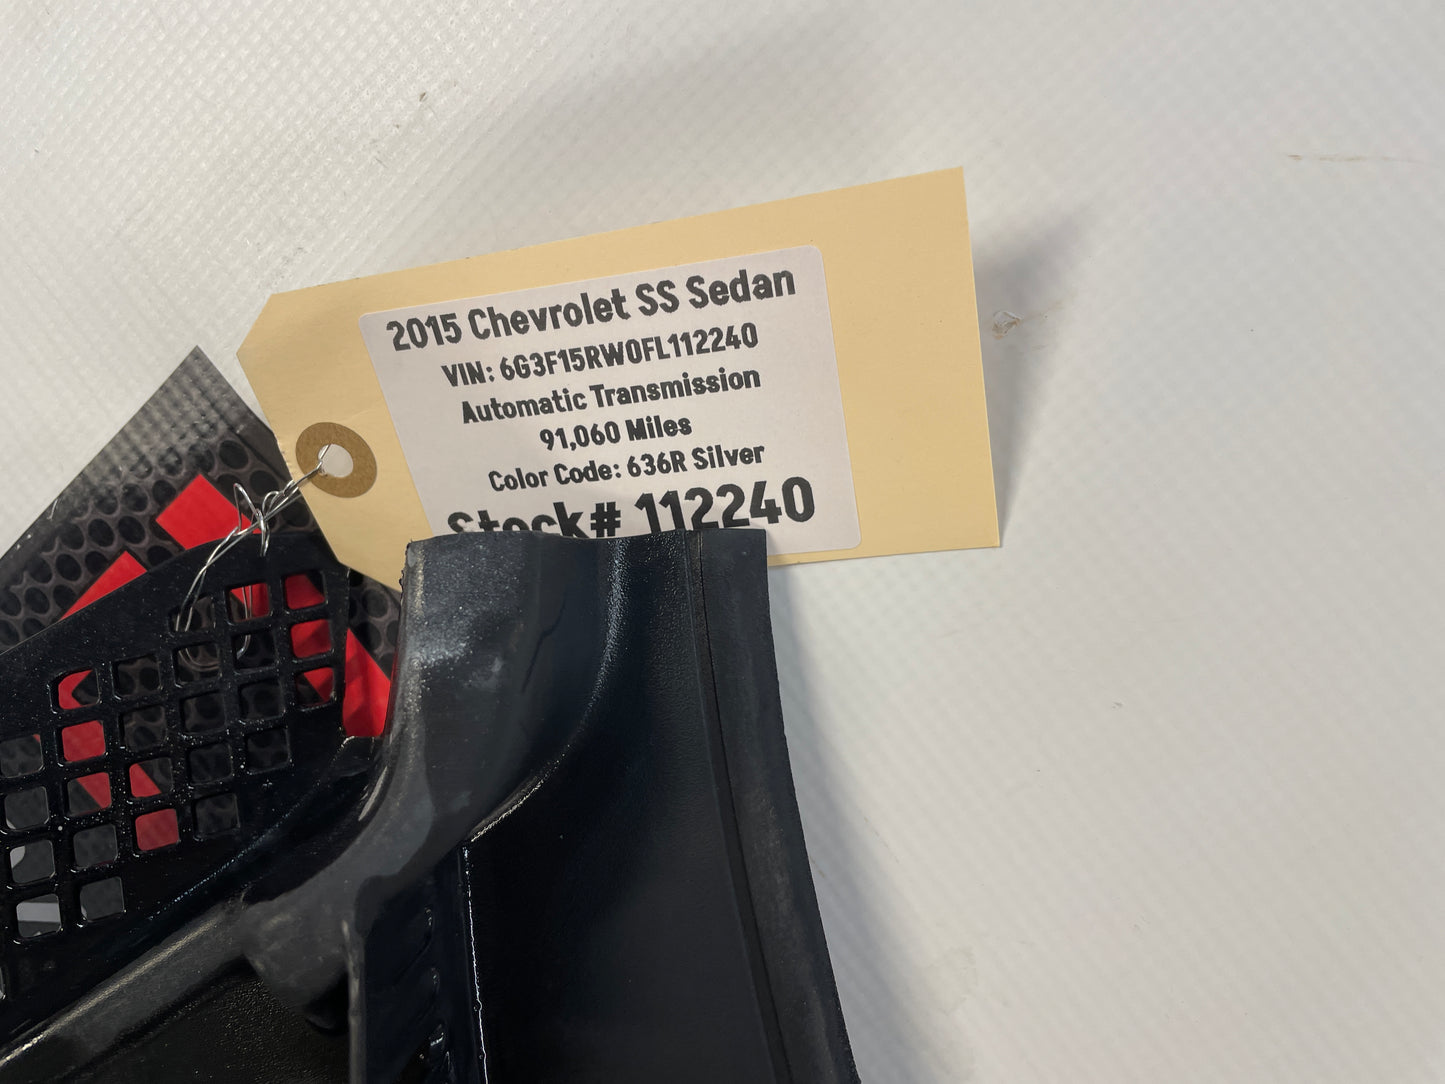 2015 Chevrolet SS Sedan
VIN: 6G3F15RW0FL112240
Automatic Transmission
91,060 Miles
Color Code: 636R Silver
Stock# 112240